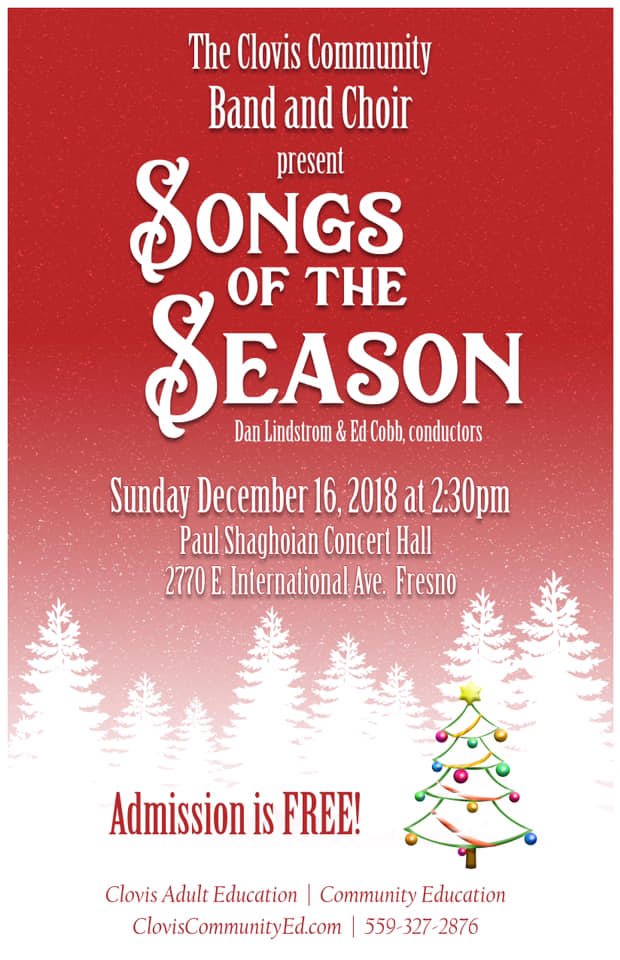 The Clovis Community
Band and Choir
present
SONGS
OF THE
SEASON
Dan Lindstrom & Ed Cobb, conductors
Sunday December 16, 2018 at 2:30pm
Paul Shaghoian Concert Hall
2770 E. International Ave. Fresno
Admission is FREE!
Clovis Adult Education | Community Education
ClovisCommunityEd.com | 559-327-2876